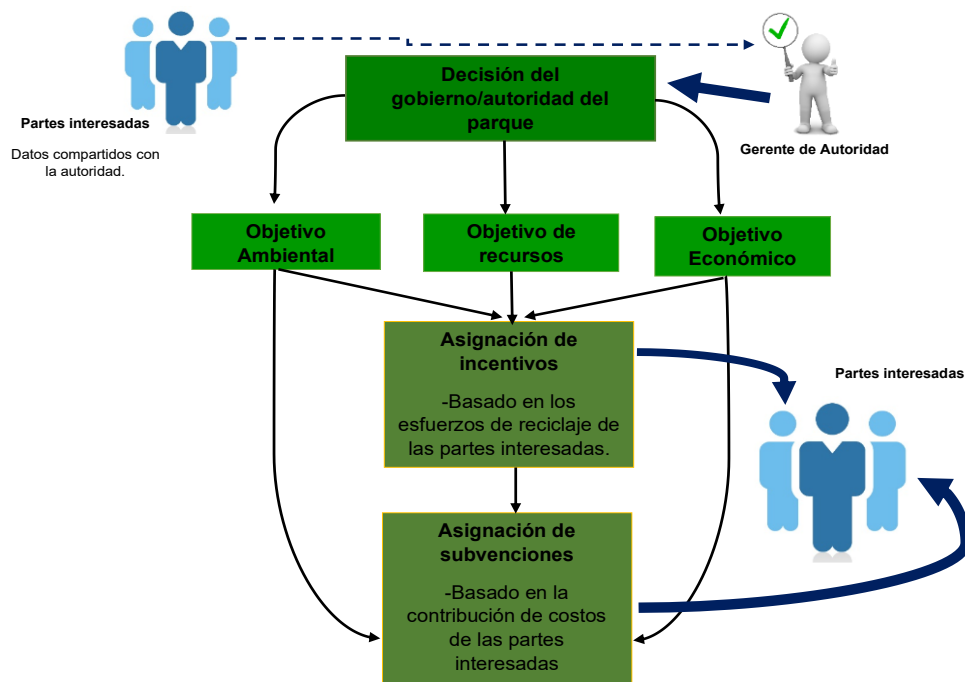 Partes interesadas
Datos compartidos con
la autoridad.
Decisión del
gobierno/autoridad del
parque
Gerente de Autoridad
Objetivo
Ambiental
Objetivo de
recursos
Objetivo
Económico
Asignación de
incentivos
-Basado en los
esfuerzos de reciclaje de
las partes interesadas.
Partes interesadas
Asignación de
subvenciones
-Basado en la
contribución de costos
de las partes
interesadas